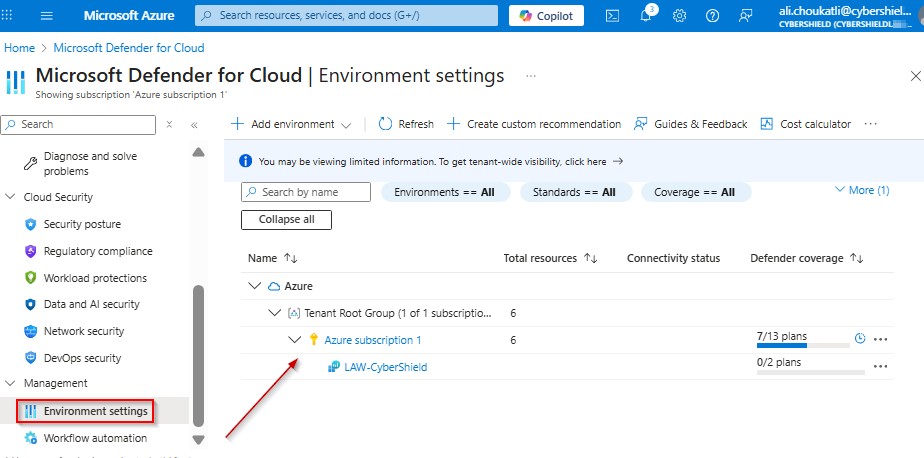 Microsoft Azure
Search resources, services, and docs (G+/)
Copilot
3
ali.choukatli@cybershield...
CYBERSHIELD (CYBERSHIELDL
Home > Microsoft Defender for Cloud >
Microsoft Defender for Cloud | Environment settings ...
Showing subscription 'Azure subscription 1'
Search
Add environment
Refresh
Create custom recommendation
Guides & Feedback
Cost calculator
...
Diagnose and solve
problems
Cloud Security
Security posture
Regulatory compliance
Workload protections
Data and AI security
Network security
DevOps security
Management
Environment settings
Workflow automation
You may be viewing limited information. To get tenant-wide visibility, click here →
Search by name
Environments == All
Standards == All
Coverage == All
More (1)
Collapse all
Name ↑↓
Total resources ↑↓
Connectivity status
Defender coverage ↑↓
Azure
Tenant Root Group (1 of 1 subscriptio...
6
Azure subscription 1
6
7/13 plans
LAW-CyberShield
0/2 plans